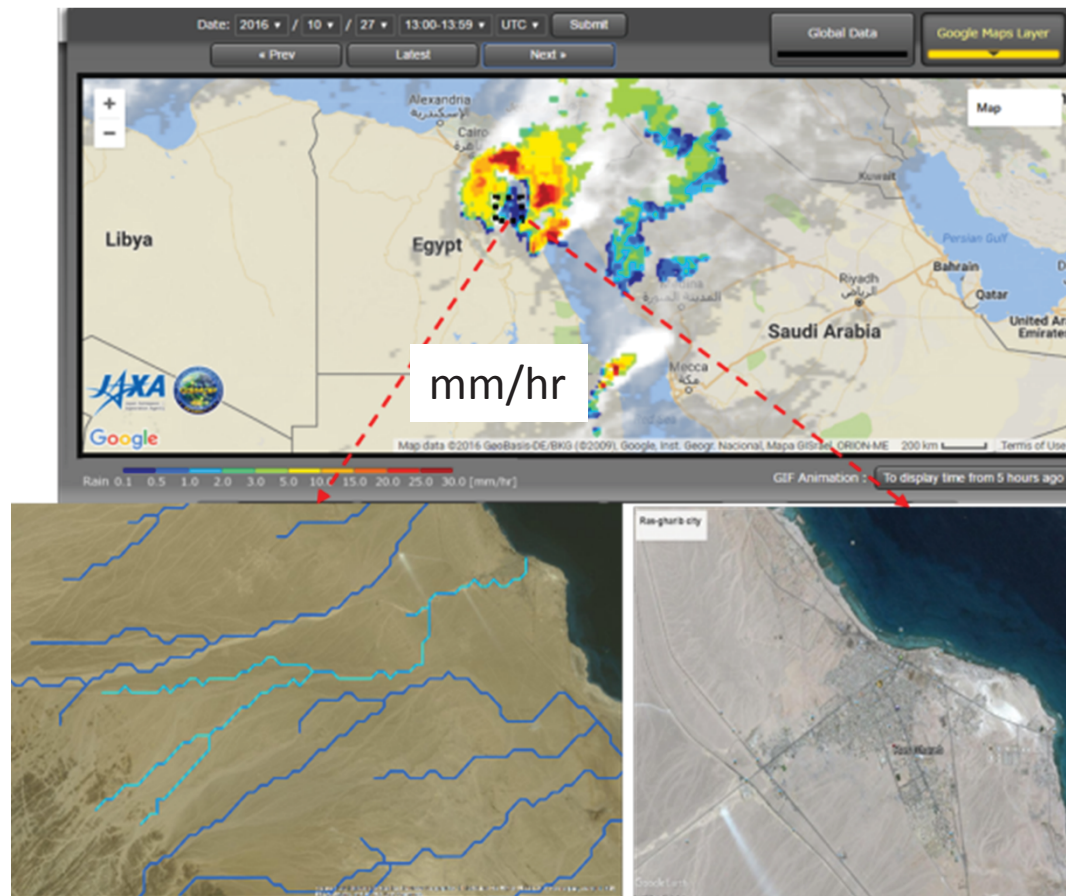 Date: 2016 / 10 / 27 13:00-13:59 UTC Submit
« Prev Latest Next »
Global Data
Google Maps Layer
+
−
Map
Alexandria
الإسكندرية
Cairo
Kuwait
Libya
Egypt
Persian Gulf
Bahrain
Riyadh
الرياض
Qatar
المدينة المنورة
United Ar
Emirates
Saudi Arabia
Mecca
مكة
mm/hr
JAXA
Google
Map data ©2016 GeoBasis-DE/BKG (©2009), Google, Inst. Geogr. Nacional, Mapa GISrael, ORION-ME 200 km Terms of Use
Rain 0.1 0.5 1.0 2.0 3.0 5.0 10.0 15.0 20.0 25.0 30.0 [mm/hr]
GIF Animation : To display time from 5 hours ago
Ras-gharib city